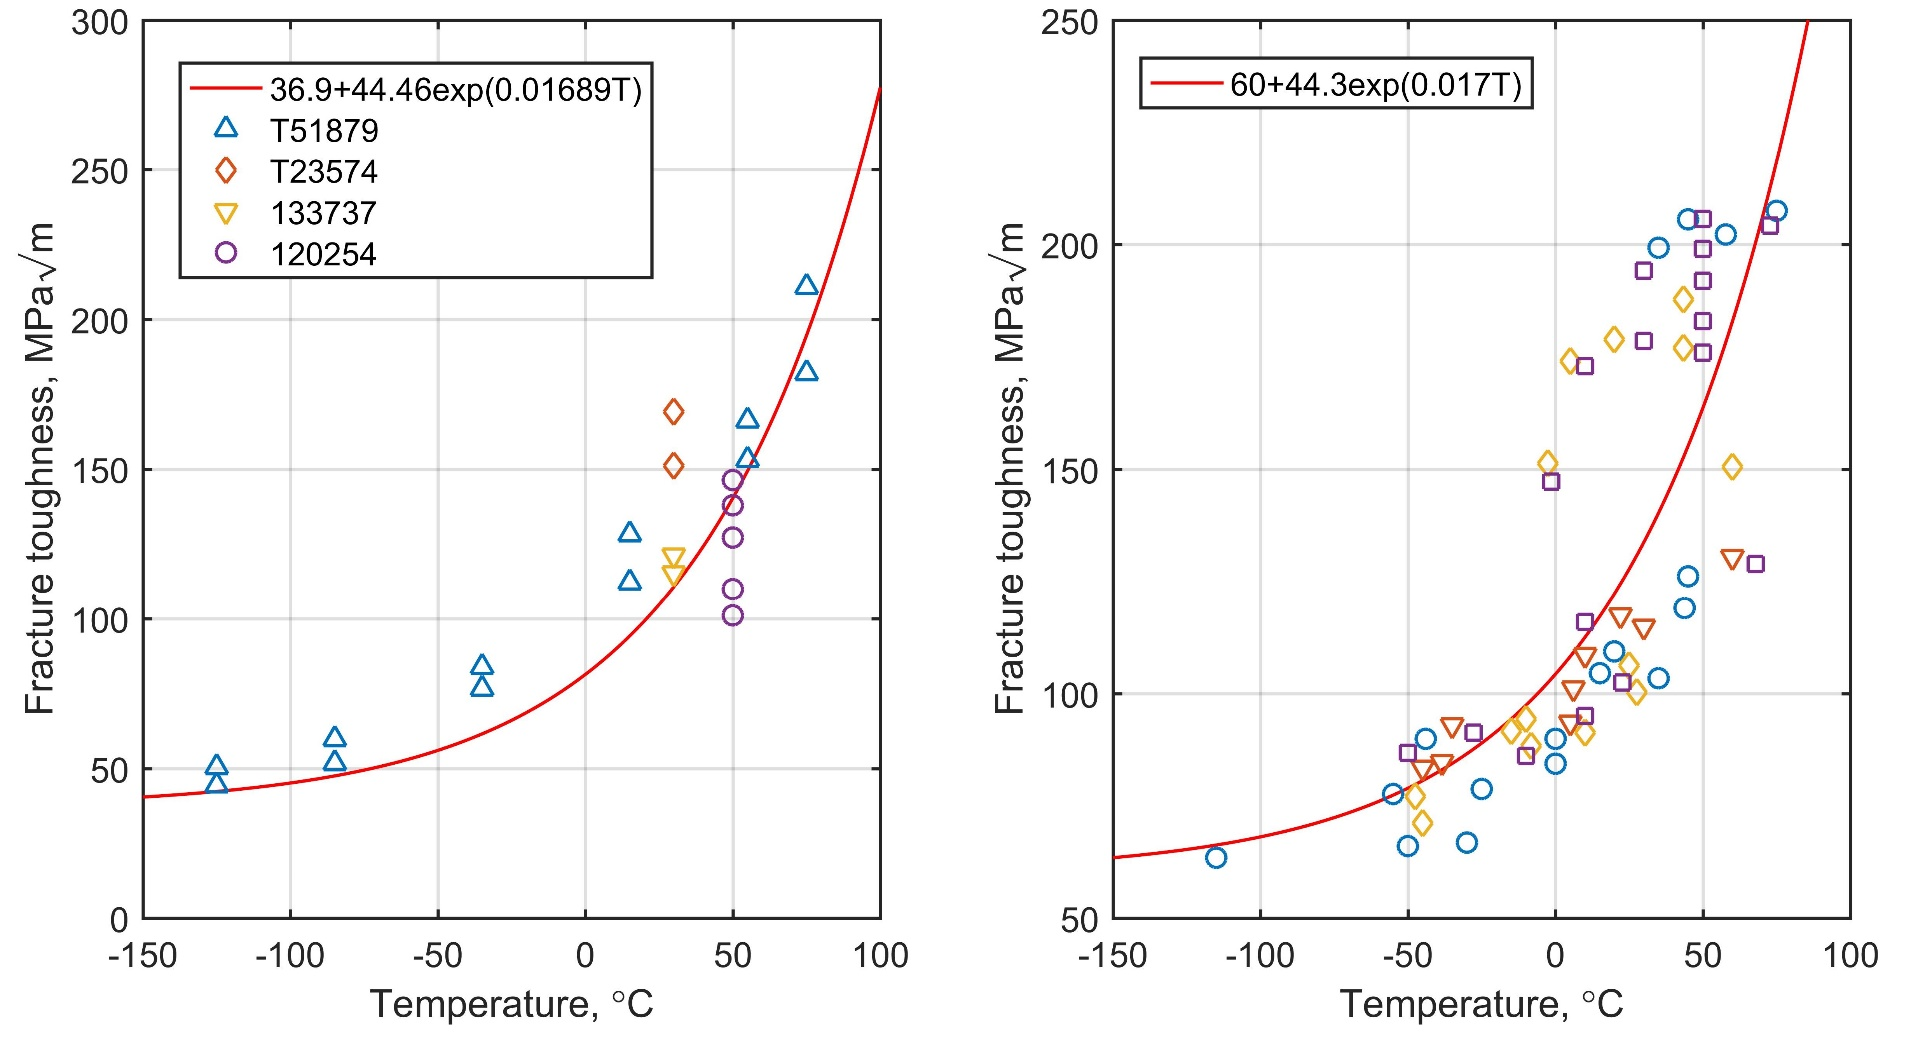 300
250
200
150
100
50
0
-150 -100 -50 0 50 100
Temperature, °C
Fracture toughness, MPa√m
36.9+44.46exp(0.01689T)
T51879
T23574
133737
120254
250
200
150
100
50
-150 -100 -50 0 50 100
Temperature, °C
Fracture toughness, MPa√m
60+44.3exp(0.017T)